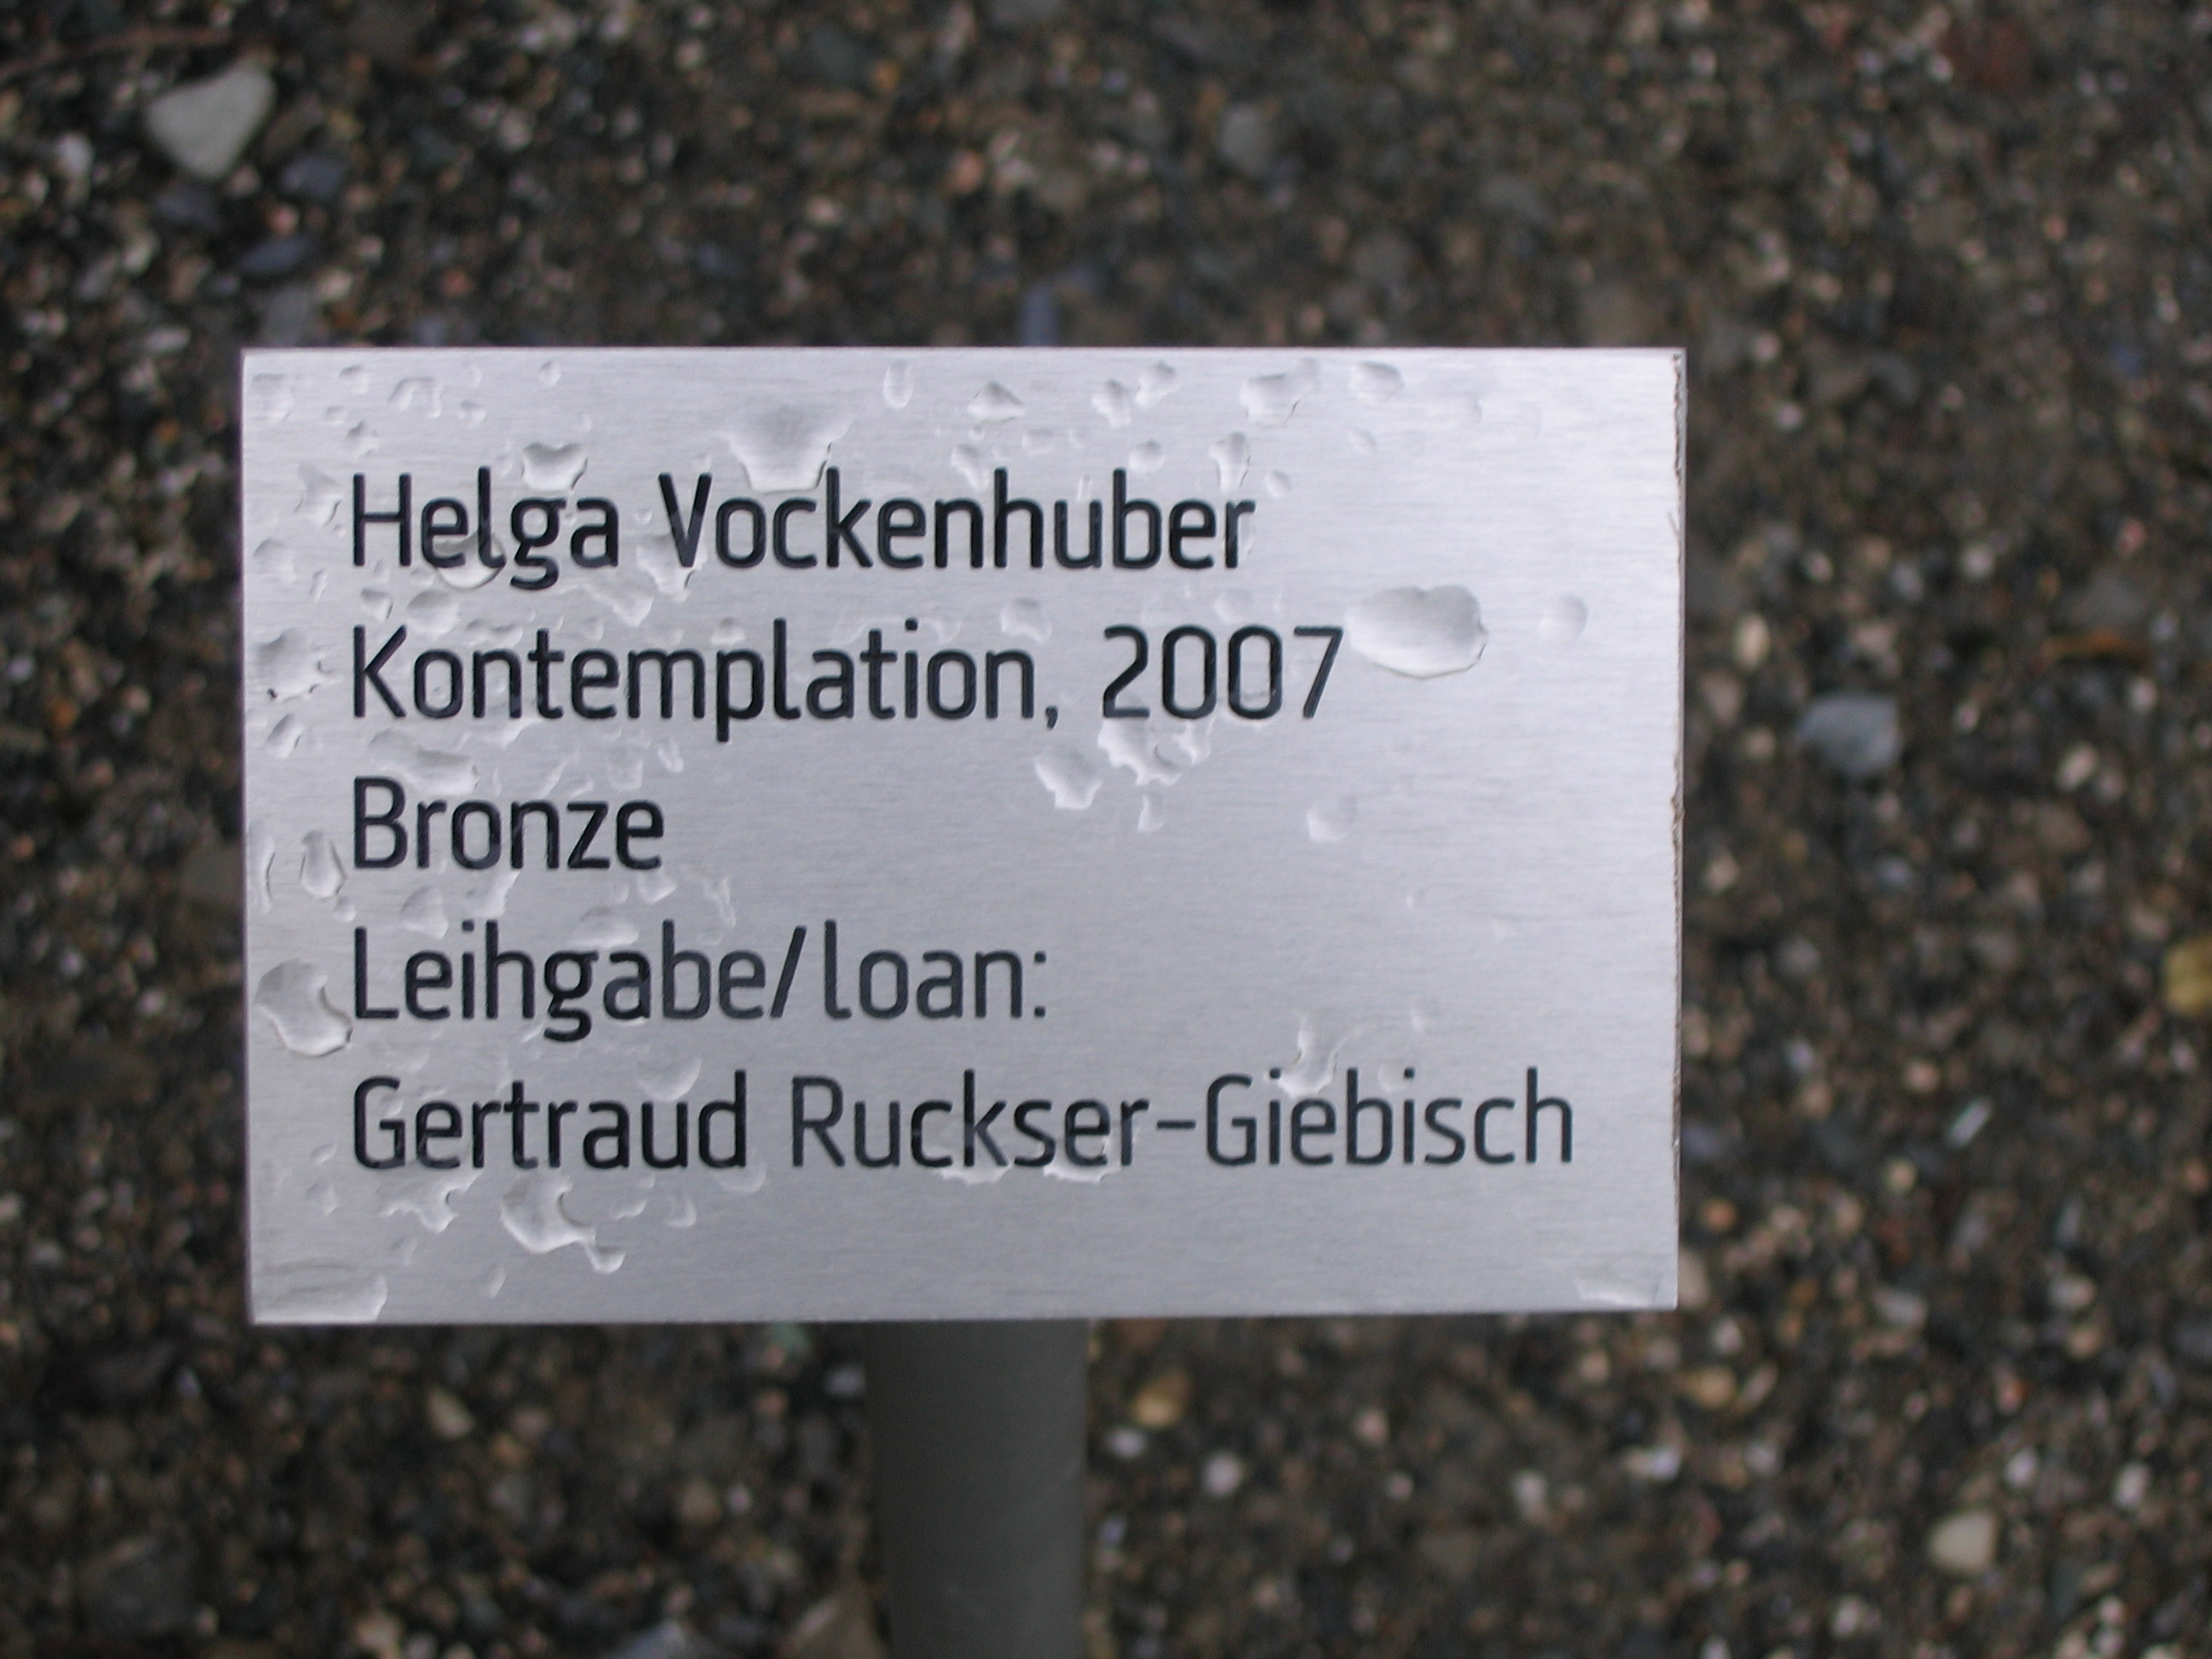 Helga Vockenhuber
Kontemplation, 2007
Bronze
Leihgabe/loan:
Gertraud Ruckser-Giebisch